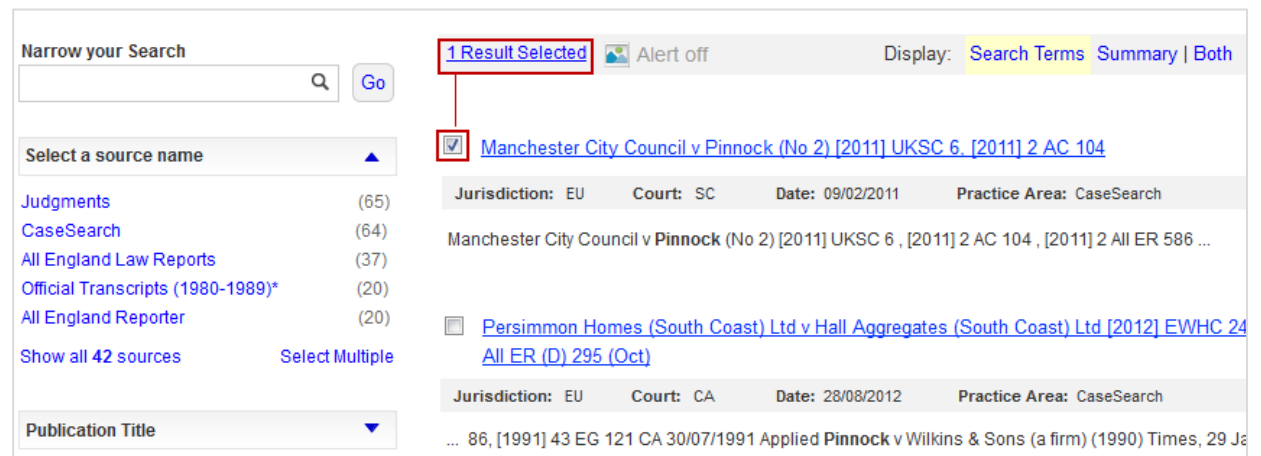 Narrow your Search
Go
Select a source name
Judgments (65)
CaseSearch (64)
All England Law Reports (37)
Official Transcripts (1980-1989)* (20)
All England Reporter (20)
Show all 42 sources Select Multiple
Publication Title
1 Result Selected Alert off Display: Search Terms Summary | Both
Manchester City Council v Pinnock (No 2) [2011] UKSC 6, [2011] 2 AC 104
Jurisdiction: EU Court: SC Date: 09/02/2011 Practice Area: CaseSearch
Manchester City Council v Pinnock (No 2) [2011] UKSC 6 , [2011] 2 AC 104 , [2011] 2 All ER 586 ...
Persimmon Homes (South Coast) Ltd v Hall Aggregates (South Coast) Ltd [2012] EWHC 24
All ER (D) 295 (Oct)
Jurisdiction: EU Court: CA Date: 28/08/2012 Practice Area: CaseSearch
... 86, [1991] 43 EG 121 CA 30/07/1991 Applied Pinnock v Wilkins & Sons (a firm) (1990) Times, 29 Ja